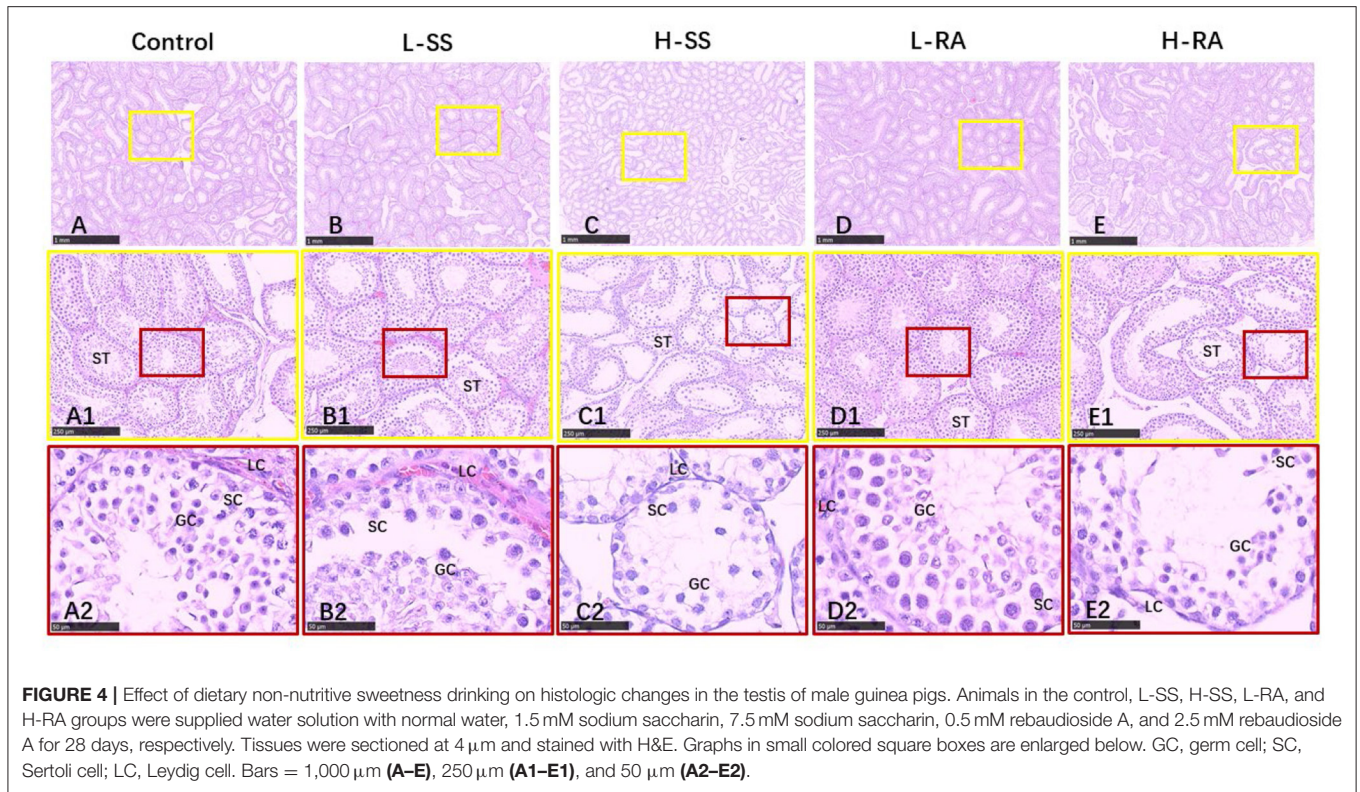 Control L-SS H-SS L-RA H-RA
A B C D E
1 mm 1 mm 1 mm 1 mm 1 mm
ST ST ST ST ST
A1 B1 C1 D1 E1
250 μm 250 μm 250 μm 250 μm 250 μm
LC SC GC LC SC GC LC SC GC LC GC SC SC GC LC
A2 B2 C2 D2 E2
50 μm 50 μm 50 μm 50 μm 50 μm
FIGURE 4 | Effect of dietary non-nutritive sweetness drinking on histologic changes in the testis of male guinea pigs. Animals in the control, L-SS, H-SS, L-RA, and
H-RA groups were supplied water solution with normal water, 1.5 mM sodium saccharin, 7.5 mM sodium saccharin, 0.5 mM rebaudioside A, and 2.5 mM rebaudioside
A for 28 days, respectively. Tissues were sectioned at 4 μm and stained with H&E. Graphs in small colored square boxes are enlarged below. GC, germ cell; SC,
Sertoli cell; LC, Leydig cell. Bars = 1,000 μm (A–E), 250 μm (A1–E1), and 50 μm (A2–E2).